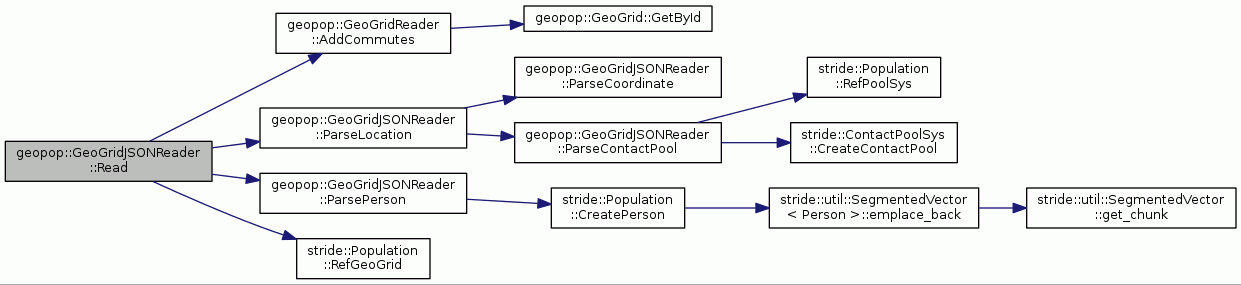 geopop::GeoGridReader
::AddCommutes
geopop::GeoGrid::GetById
geopop::GeoGridJSONReader
::ParseCoordinate
stride::Population
::RefPoolSys
geopop::GeoGridJSONReader
::ParseLocation
geopop::GeoGridJSONReader
::ParseContactPool
stride::ContactPoolSys
::CreateContactPool
geopop::GeoGridJSONReader
::Read
geopop::GeoGridJSONReader
::ParsePerson
stride::Population
::CreatePerson
stride::util::SegmentedVector
< Person >::emplace_back
stride::util::SegmentedVector
::get_chunk
stride::Population
::RefGeoGrid